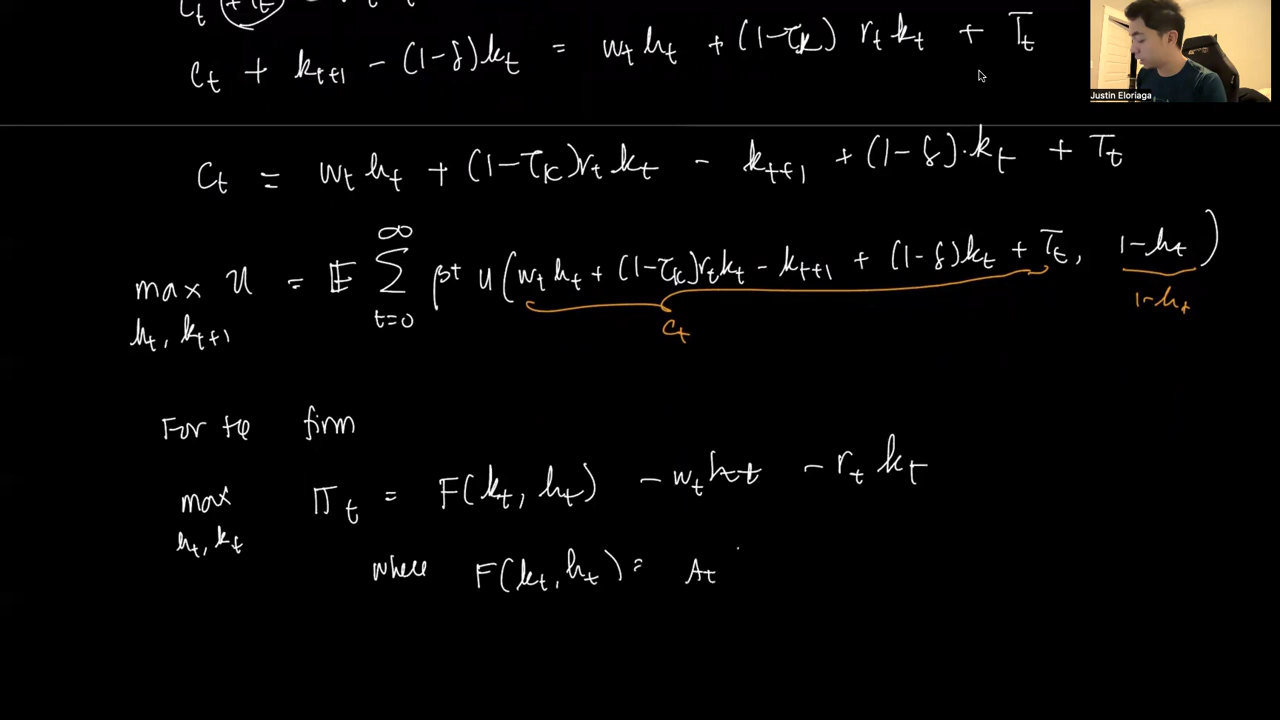 Justin Eloriaga
c_t + k_{t+1} - (1-δ)k_t = w_t h_t + (1-τ_K) r_t k_t + T_t
c_t = w_t h_t + (1-τ_K)r_t k_t - k_{t+1} + (1-δ)·k_t + T_t
max_{h_t, k_{t+1}} U = 𝔼 ∑_{t=0}^{∞} β^t u(w_t h_t + (1-τ_K)r_t k_t - k_{t+1} + (1-δ)k_t + T_t, 1-h_t)
c_t 1-h_t
For the firm
max_{h_t, k_t} Π_t = F(k_t, h_t) - w_t h_t - r_t k_t
where F(k_t, h_t) = A_t